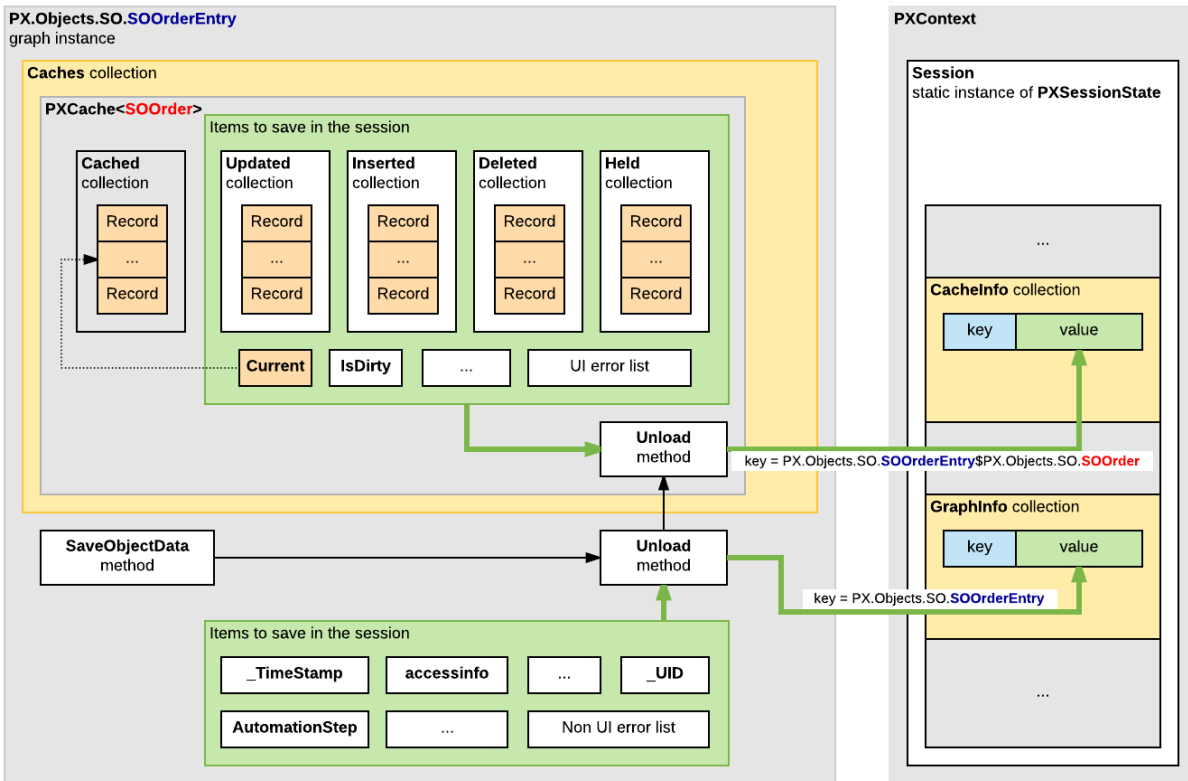 PX.Objects.SO.SOOrderEntry
graph instance
Caches collection
PXCache<SOOrder>
Items to save in the session
Cached
collection
Record
...
Record
Updated
collection
Record
...
Record
Inserted
collection
Record
...
Record
Deleted
collection
Record
...
Record
Held
collection
Record
...
Record
Current
IsDirty
...
UI error list
Unload
method
key = PX.Objects.SO.SOOrderEntry$PX.Objects.SO.SOOrder
SaveObjectData
method
Unload
method
key = PX.Objects.SO.SOOrderEntry
Items to save in the session
_TimeStamp
accessinfo
...
_UID
AutomationStep
...
Non UI error list
PXContext
Session
static instance of PXSessionState
...
CacheInfo collection
key
value
GraphInfo collection
key
value
...